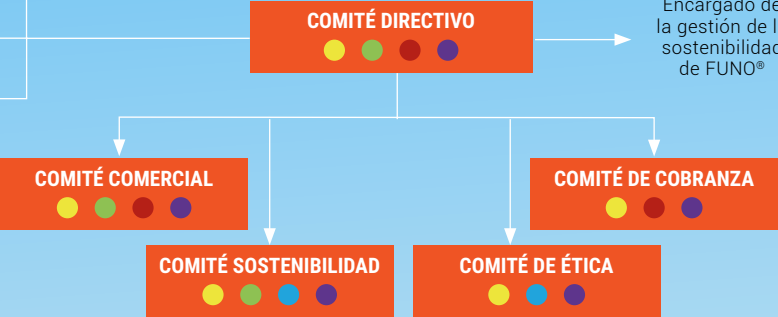 COMITÉ DIRECTIVO
Encargado de
la gestión de
sostenibilidad
de FUNO®
COMITÉ COMERCIAL
COMITÉ DE COBRANZA
COMITÉ SOSTENIBILIDAD
COMITÉ DE ÉTICA